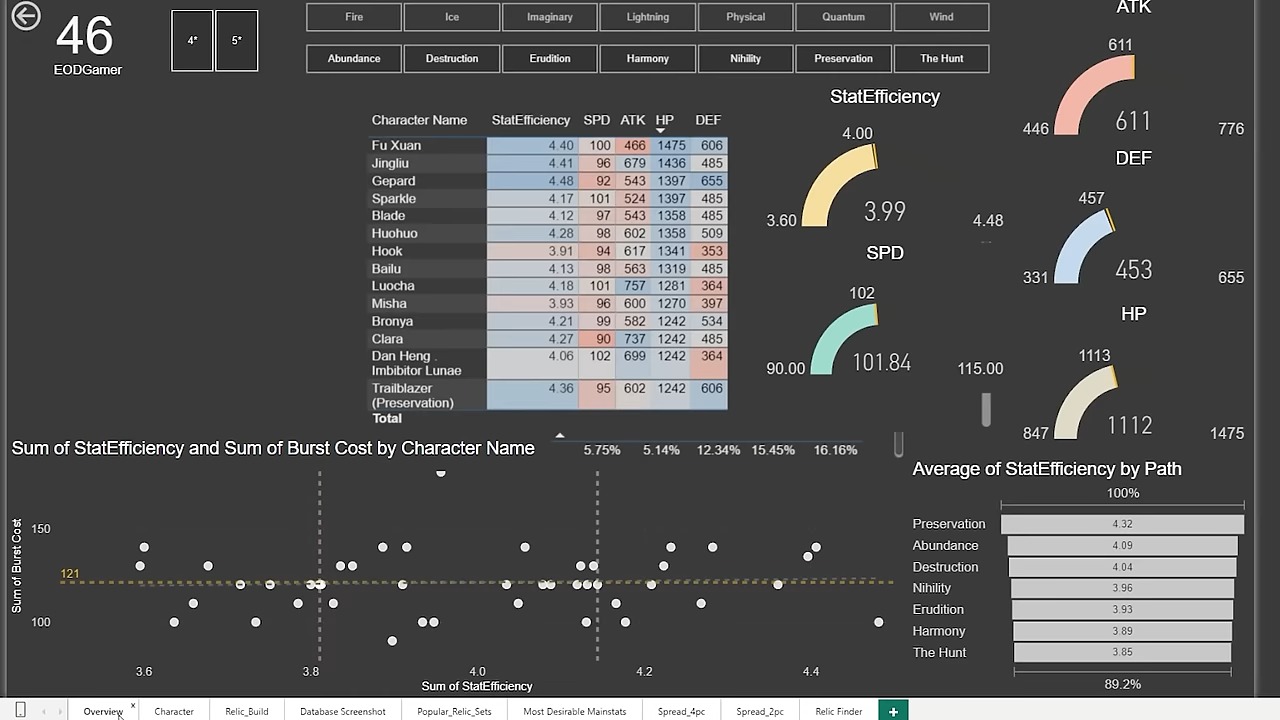 46
EODGamer
4*
5*
Fire Ice Imaginary Lightning Physical Quantum Wind
Abundance Destruction Erudition Harmony Nihility Preservation The Hunt
Character Name StatEfficiency SPD ATK HP DEF
Fu Xuan 4.40 100 466 1475 606
Jingliu 4.41 96 679 1436 485
Gepard 4.48 92 543 1397 655
Sparkle 4.17 101 524 1397 485
Blade 4.12 97 543 1358 485
Huohuo 4.28 98 602 1358 509
Hook 3.91 94 617 1341 353
Bailu 4.13 98 563 1319 485
Luocha 4.18 101 757 1281 364
Misha 3.93 96 600 1270 397
Bronya 4.21 99 582 1242 534
Clara 4.27 90 737 1242 485
Dan Heng . 4.06 102 699 1242 364
Imbibitor Lunae
Trailblazer 4.36 95 602 1242 606
(Preservation)
Total
5.75% 5.14% 12.34% 15.45% 16.16%
StatEfficiency
4.00
3.60 3.99 4.48
SPD
102
90.00 101.84 115.00
ATK
611
446 611 776
DEF
457
331 453 655
HP
1113
847 1112 1475
Sum of StatEfficiency and Sum of Burst Cost by Character Name
Sum of Burst Cost
150
121
100
3.6 3.8 4.0 4.2 4.4
Sum of StatEfficiency
Average of StatEfficiency by Path
100%
Preservation 4.32
Abundance 4.09
Destruction 4.04
Nihility 3.96
Erudition 3.93
Harmony 3.89
The Hunt 3.85
89.2%
Overview x Character Relic_Build Database Screenshot Popular_Relic_Sets Most Desirable Mainstats Spread_4pc Spread_2pc Relic Finder +